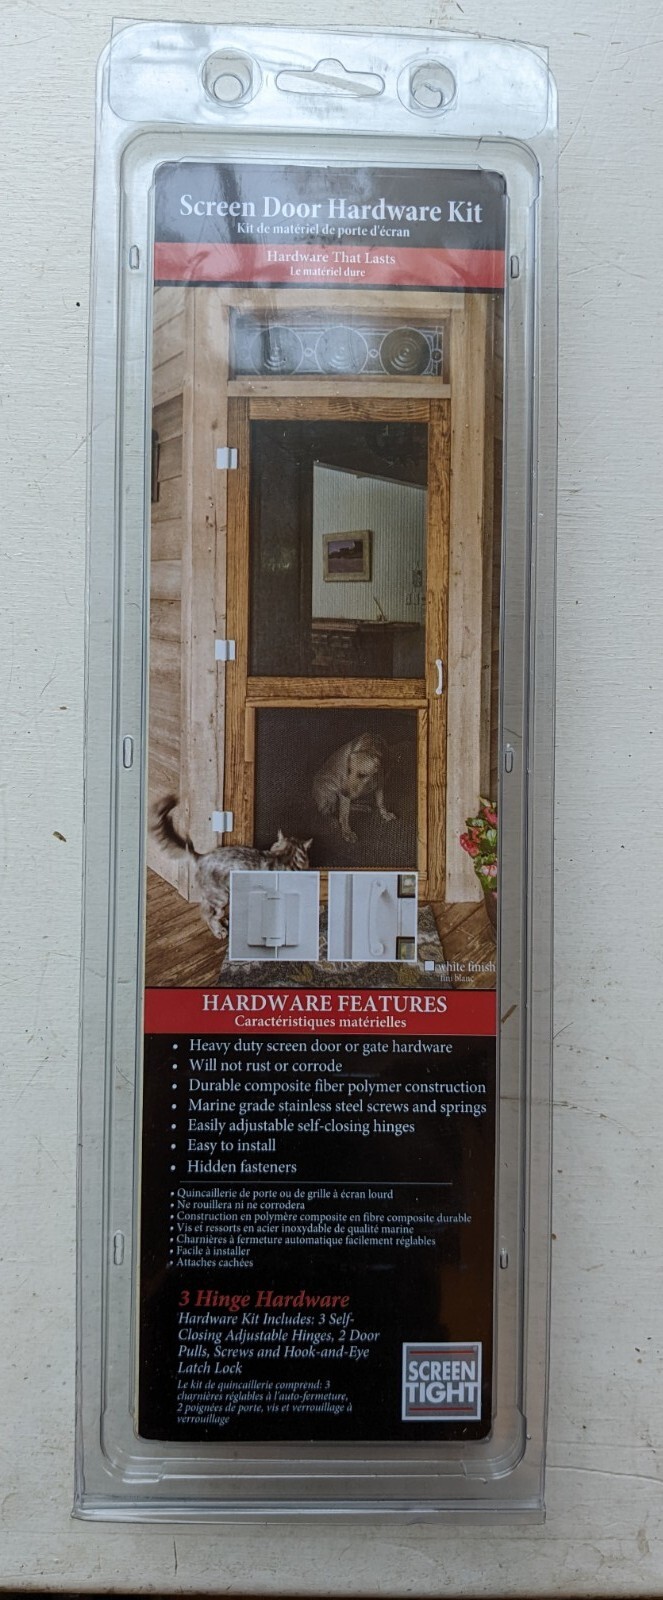 Screen Door Hardware Kit
Kit de matériel de porte d'écran
Hardware That Lasts
Le matériel dure
white finish
fini blanc
HARDWARE FEATURES
Caractéristiques matérielles
• Heavy duty screen door or gate hardware
• Will not rust or corrode
• Durable composite fiber polymer construction
• Marine grade stainless steel screws and springs
• Easily adjustable self-closing hinges
• Easy to install
• Hidden fasteners
• Quincaillerie de porte ou de grille à écran lourd
• Ne rouillera ni ne corrodera
• Construction en polymère composite en fibre composite durable
• Vis et ressorts en acier inoxydable de qualité marine
• Charnières à fermeture automatique facilement réglables
• Facile à installer
• Attaches cachées
3 Hinge Hardware
Hardware Kit Includes: 3 Self-
Closing Adjustable Hinges, 2 Door
Pulls, Screws and Hook-and-Eye
Latch Lock
Le kit de quincaillerie comprend: 3
charnières réglables à l'auto-fermeture,
2 poignées de porte, vis et verrouillage à
verrouillage
SCREEN
TIGHT